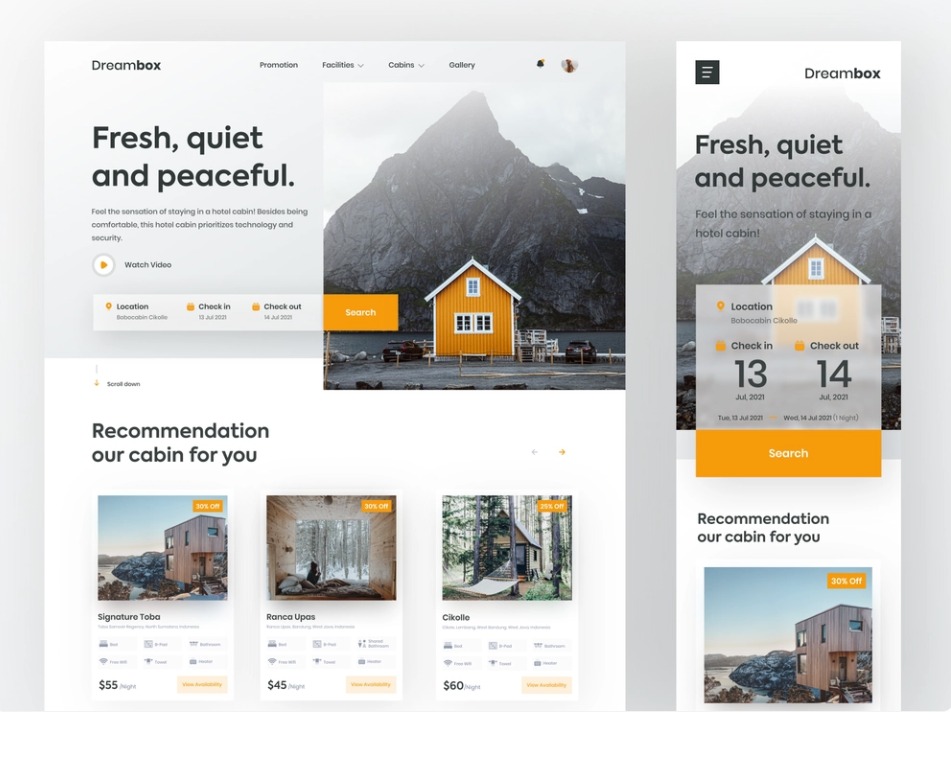 Dreambox
Promotion Facilities Cabins Gallery
Fresh, quiet
and peaceful.
Feel the sensation of staying in a hotel cabin! Besides being
comfortable, this hotel cabin prioritizes technology and
security.
Watch Video
Location Check in Check out
Bobocabin Cikolle 13 Jul 2021 14 Jul 2021
Search
Scroll down
Recommendation
our cabin for you
30% Off
Signature Toba
Bed Bathroom
Free Wifi Towel Heater
$55 /Night
View Availability
30% Off
Ranca Upas
Bed Shared
Bathroom
Free Wifi Towel Heater
$45 /Night
View Availability
25% Off
Cikolle
Bed Bathroom
Free Wifi Towel Heater
$60 /Night
View Availability
Dreambox
Fresh, quiet
and peaceful.
Feel the sensation of staying in a
hotel cabin!
Location
Bobocabin Cikolle
Check in Check out
13 14
Jul, 2021 Jul, 2021
Tue, 13 Jul 2021 Wed, 14 Jul 2021 (1 Night)
Search
Recommendation
our cabin for you
30% Off